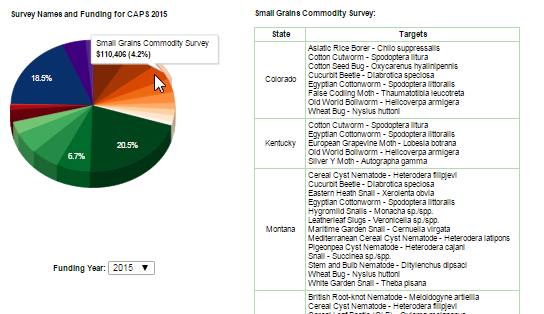 Survey Names and Funding for CAPS 2015
Small Grains Commodity Survey
$110,406 (4.2%)
18.5%
6.7%
20.5%
Funding Year: 2015 ▼
Small Grains Commodity Survey:
State Targets
Colorado
Asiatic Rice Borer - Chilo suppressalis
Cotton Cutworm - Spodoptera litura
Cotton Seed Bug - Oxycarenus hyalinipennis
Cucurbit Beetle - Diabrotica speciosa
Egyptian Cottonworm - Spodoptera littoralis
False Codling Moth - Thaumatotibia leucotreta
Old World Bollworm - Helicoverpa armigera
Wheat Bug - Nysius huttoni
Kentucky
Cotton Cutworm - Spodoptera litura
Egyptian Cottonworm - Spodoptera littoralis
European Grapevine Moth - Lobesia botrana
Old World Bollworm - Helicoverpa armigera
Silver Y Moth - Autographa gamma
Montana
Cereal Cyst Nematode - Heterodera filipjevi
Cucurbit Beetle - Diabrotica speciosa
Eastern Heath Snail - Xerolenta obvia
Egyptian Cottonworm - Spodoptera littoralis
Hygromiid Snails - Monacha sp./spp.
Leatherleaf Slugs - Veronicella sp./spp.
Maritime Garden Snail - Cernuella virgata
Mediterranean Cereal Cyst Nematode - Heterodera latipons
Pigeonpea Cyst Nematode - Heterodera cajani
Snail - Succinea sp./spp.
Stem and Bulb Nematode - Ditylenchus dipsaci
Wheat Bug - Nysius huttoni
White Garden Snail - Theba pisana
British Root-knot Nematode - Meloidogyne artiellia
Cereal Cyst Nematode - Heterodera filipjevi